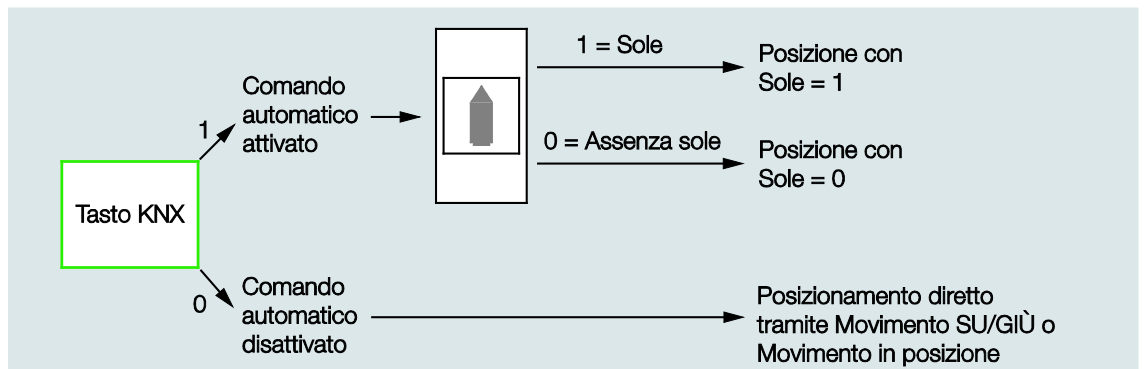 1 = Sole
Posizione con
Sole = 1
Comando
automatico
attivato
1
0 = Assenza sole
Posizione con
Sole = 0
Tasto KNX
0
Comando
automatico
disattivato
Posizionamento diretto
tramite Movimento SU/GIÙ o
Movimento in posizione